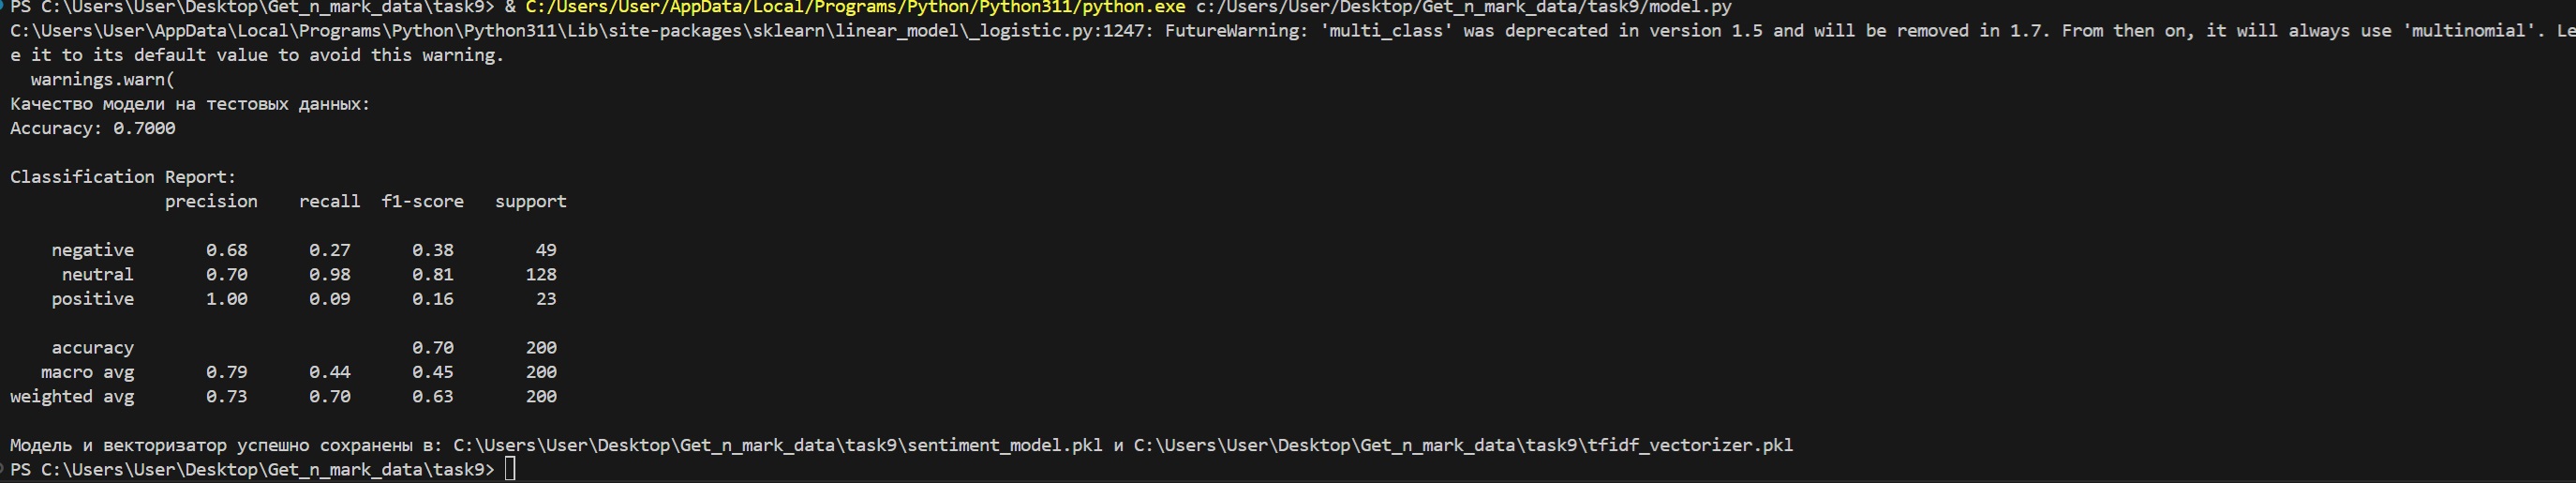 PS C:\Users\User\Desktop\Get_n_mark_data\task9> & C:/Users/User/AppData/Local/Programs/Python/Python311/python.exe c:/Users/User/Desktop/Get_n_mark_data/task9/model.py
C:\Users\User\AppData\Local\Programs\Python\Python311\Lib\site-packages\sklearn\linear_model\_logistic.py:1247: FutureWarning: 'multi_class' was deprecated in version 1.5 and will be removed in 1.7. From then on, it will always use 'multinomial'. Le
e it to its default value to avoid this warning.
warnings.warn(
Качество модели на тестовых данных:
Accuracy: 0.7000
Classification Report:
precision recall f1-score support
negative 0.68 0.27 0.38 49
neutral 0.70 0.98 0.81 128
positive 1.00 0.09 0.16 23
accuracy 0.70 200
macro avg 0.79 0.44 0.45 200
weighted avg 0.73 0.70 0.63 200
Модель и векторизатор успешно сохранены в: C:\Users\User\Desktop\Get_n_mark_data\task9\sentiment_model.pkl и C:\Users\User\Desktop\Get_n_mark_data\task9\tfidf_vectorizer.pkl
PS C:\Users\User\Desktop\Get_n_mark_data\task9>